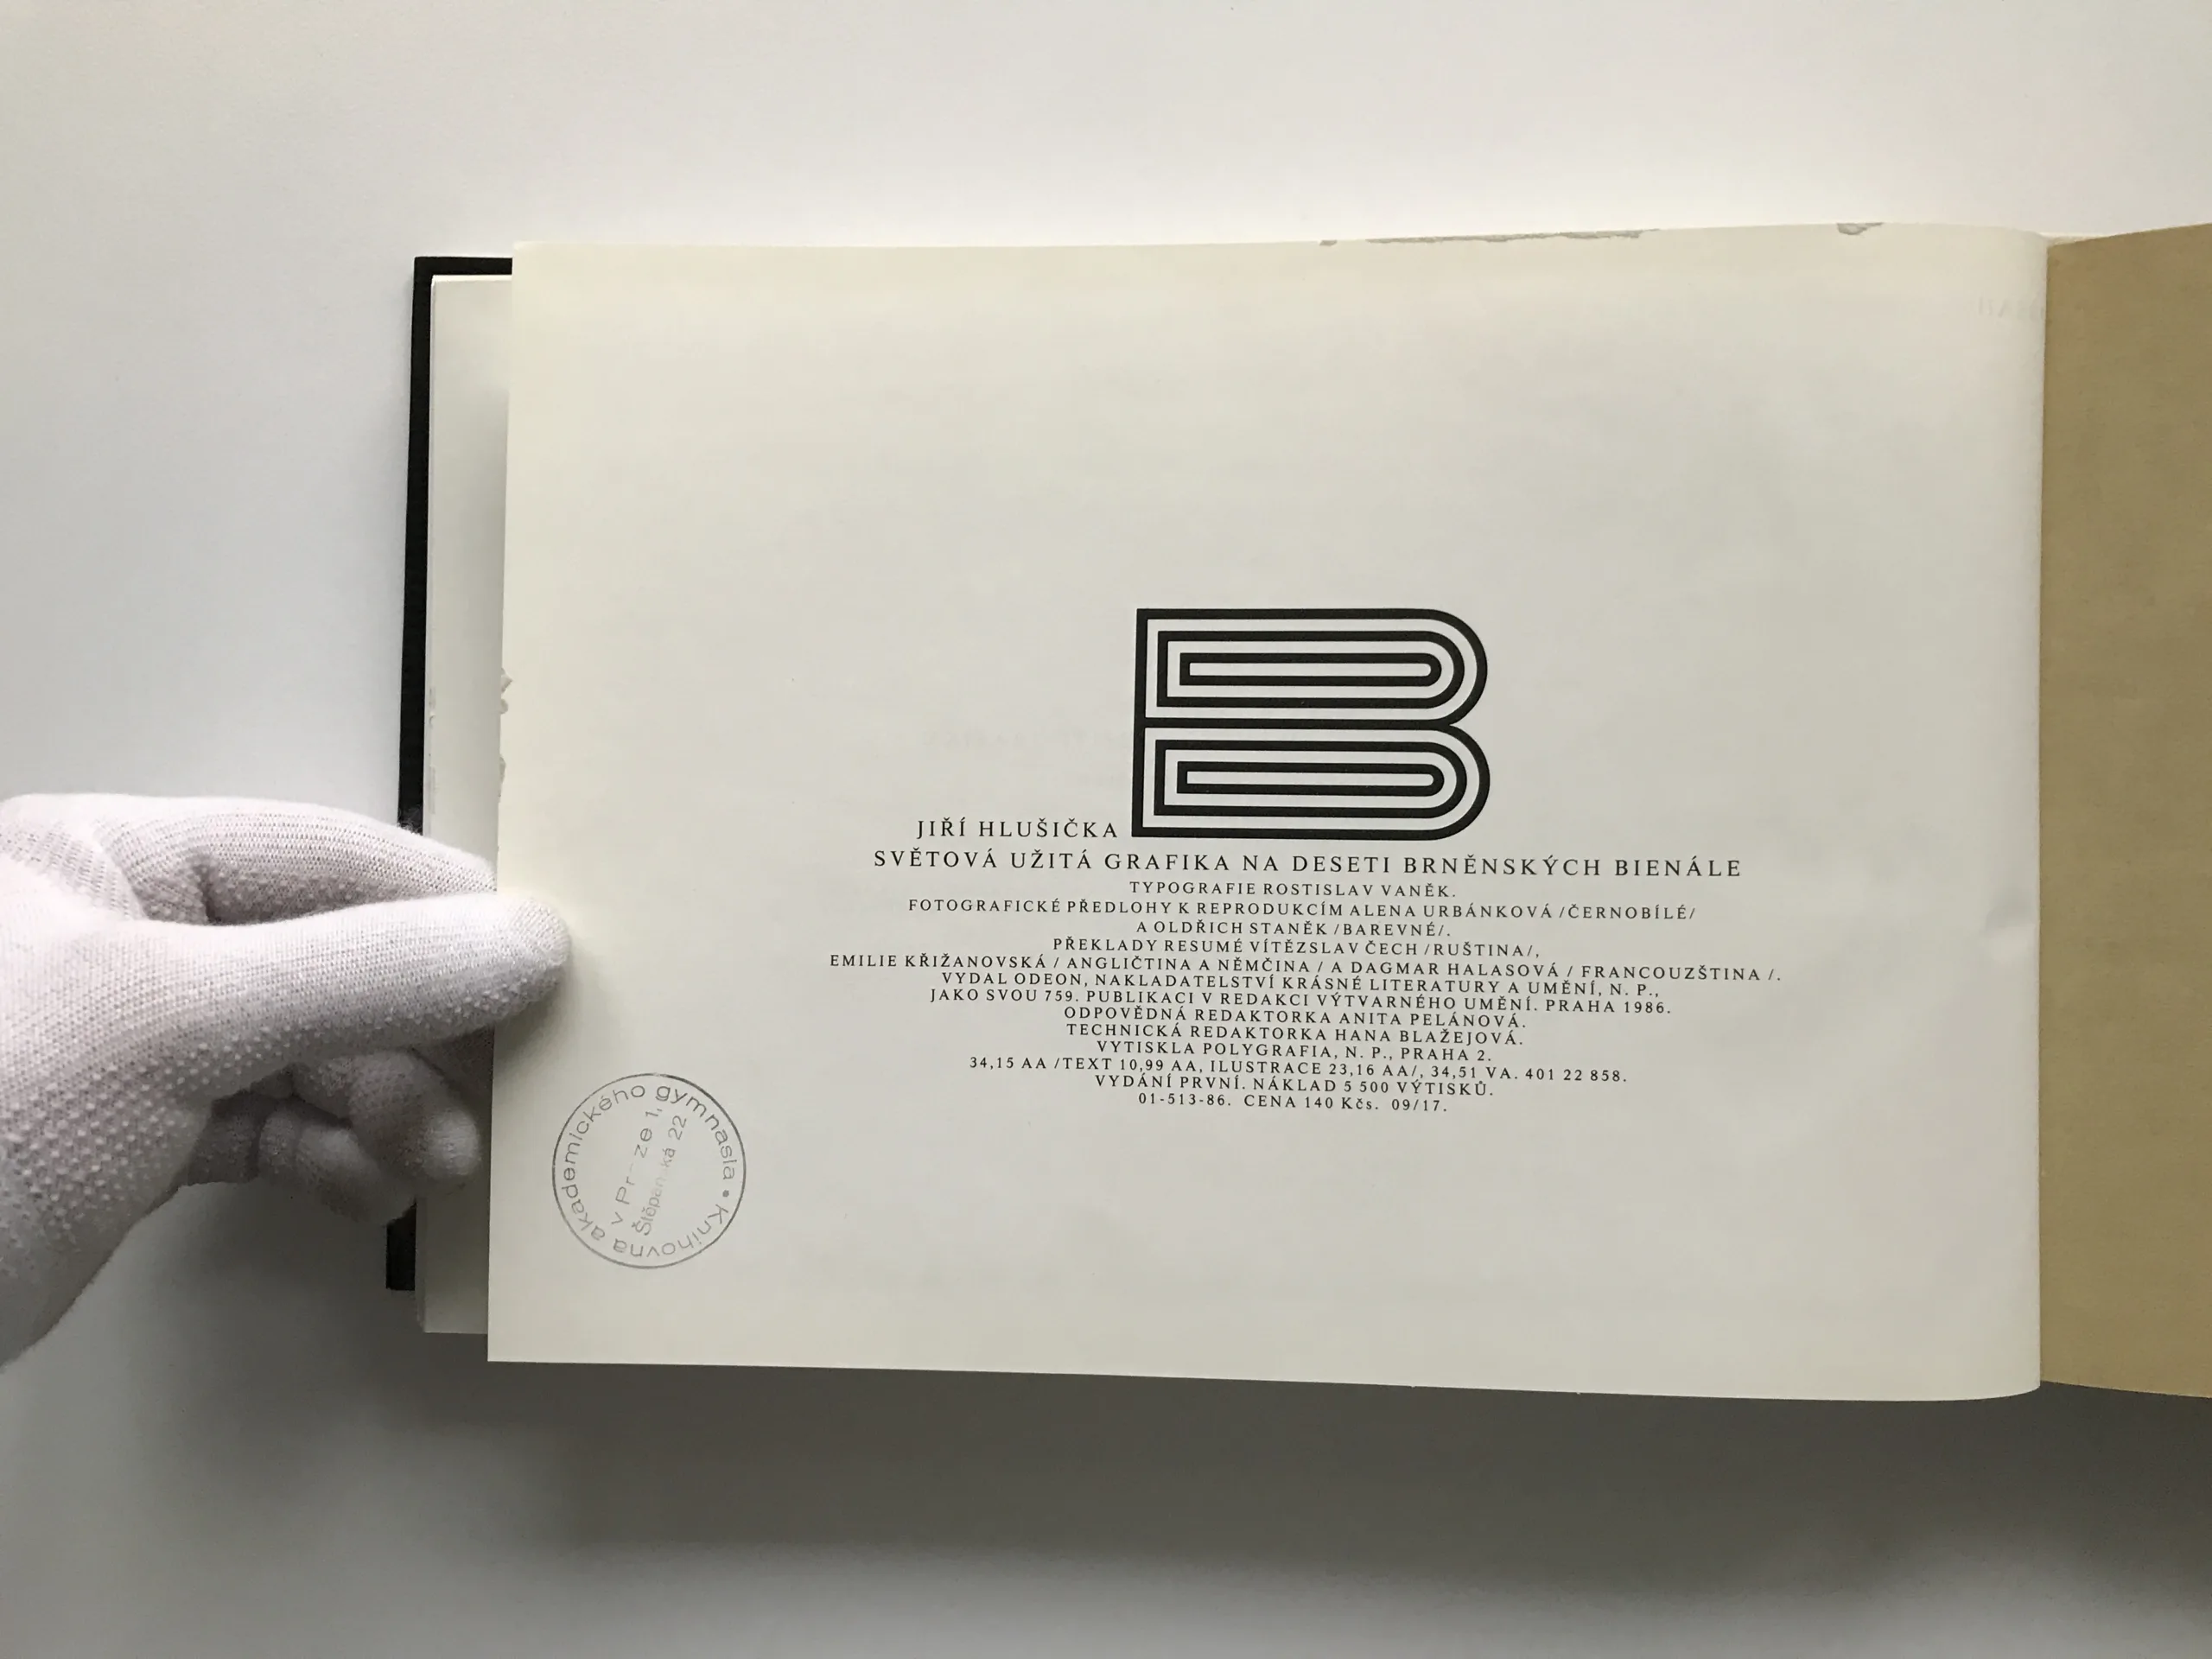 B
JIŘÍ HLUŠIČKA
SVĚTOVÁ UŽITÁ GRAFIKA NA DESETI BRNĚNSKÝCH BIENÁLE
TYPOGRAFIE ROSTISLAV VANĚK.
FOTOGRAFICKÉ PŘEDLOHY K REPRODUKCÍM ALENA URBÁNKOVÁ /ČERNOBÍLÉ/
A OLDŘICH STANĚK /BAREVNÉ/.
PŘEKLADY RESUMÉ VÍTĚZSLAV ČECH /RUŠTINA/,
EMILIE KŘIŽANOVSKÁ / ANGLIČTINA A NĚMČINA / A DAGMAR HALASOVÁ / FRANCOUZŠTINA /.
VYDAL ODEON, NAKLADATELSTVÍ KRÁSNÉ LITERATURY A UMĚNÍ, N. P.,
JAKO SVOU 759. PUBLIKACI V REDAKCI VÝTVARNÉHO UMĚNÍ. PRAHA 1986.
ODPOVĚDNÁ REDAKTORKA ANITA PELÁNOVÁ.
TECHNICKÁ REDAKTORKA HANA BLAŽEJOVÁ.
VYTISKLA POLYGRAFIA, N. P., PRAHA 2.
34,15 AA /TEXT 10,99 AA, ILUSTRACE 23,16 AA/, 34,51 VA. 401 22 858.
VYDÁNÍ PRVNÍ. NÁKLAD 5 500 VÝTISKŮ.
01-513-86. CENA 140 Kčs. 09/17.
Knihovna akademického gymnasia •
v Praze 1,
Štěpánská 22